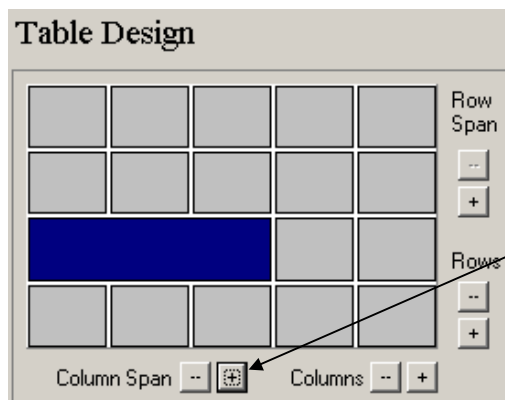 Table Design
Row
Span
--
+
Rows
--
+
Column Span -- +
Columns -- +